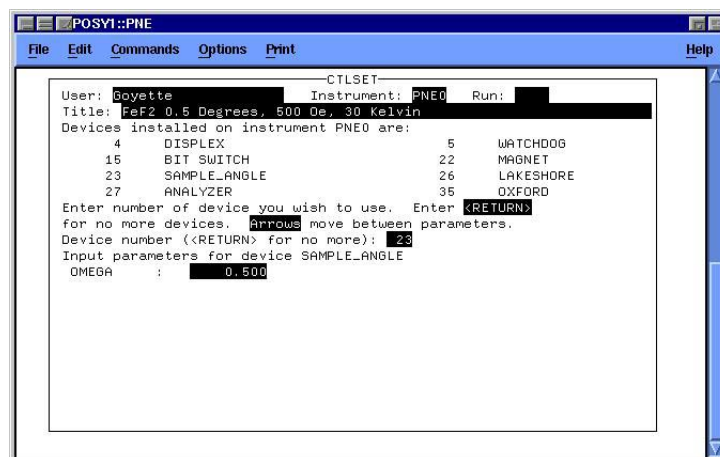 POSY1::PNE
File Edit Commands Options Print Help
CTLSET
User: Goyette Instrument: PNE0 Run:
Title: FeF2 0.5 Degrees, 500 Oe, 30 Kelvin
Devices installed on instrument PNE0 are:
4 DISPLEX 5 WATCHDOG
15 BIT SWITCH 22 MAGNET
23 SAMPLE_ANGLE 26 LAKESHORE
27 ANALYZER 35 OXFORD
Enter number of device you wish to use. Enter <RETURN>
for no more devices. Arrows move between parameters.
Device number (<RETURN> for no more): 23
Input parameters for device SAMPLE_ANGLE
OMEGA : 0.500